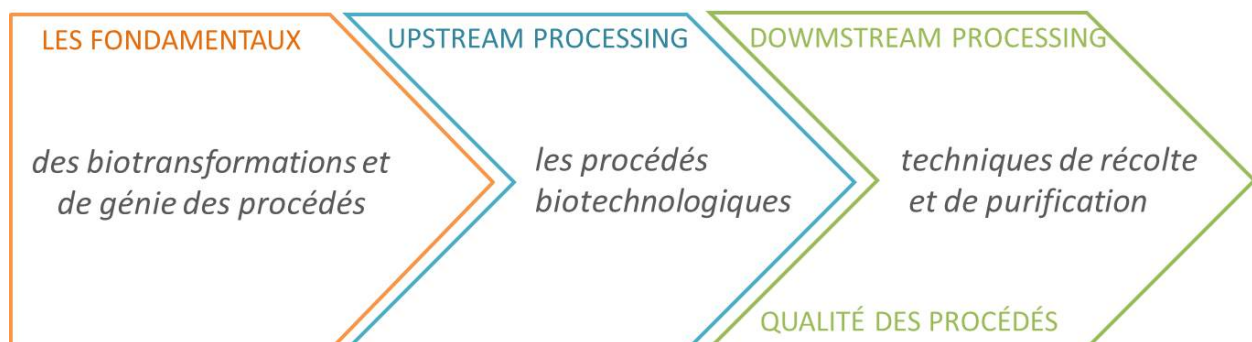 LES FONDAMENTAUX
des biotransformations et
de génie des procédés
UPSTREAM PROCESSING
les procédés
biotechnologiques
DOWMSTREAM PROCESSING
techniques de récolte
et de purification
QUALITÉ DES PROCÉDÉS